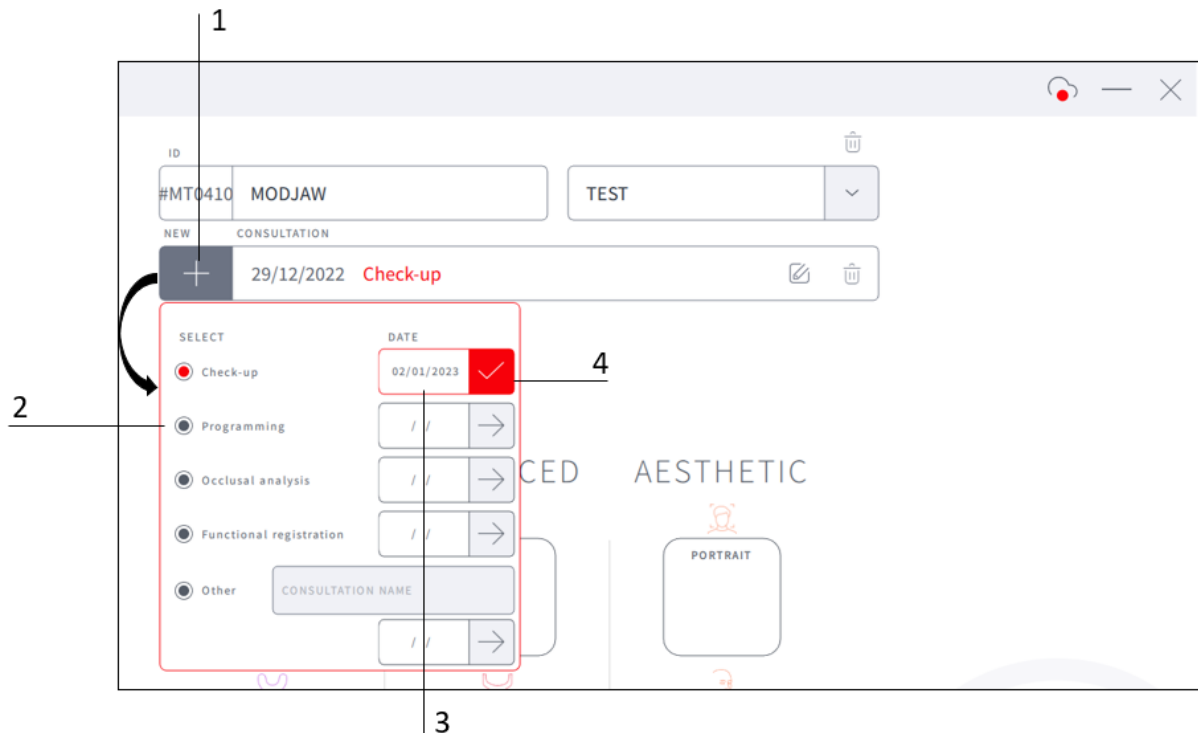 1
ID
#MT0410 MODJAW TEST
NEW CONSULTATION
29/12/2022 Check-up
SELECT DATE
Check-up 02/01/2023
4
2
Programming / /
CED AESTHETIC
Occlusal analysis / /
Functional registration / /
PORTRAIT
Other CONSULTATION NAME
/ /
3